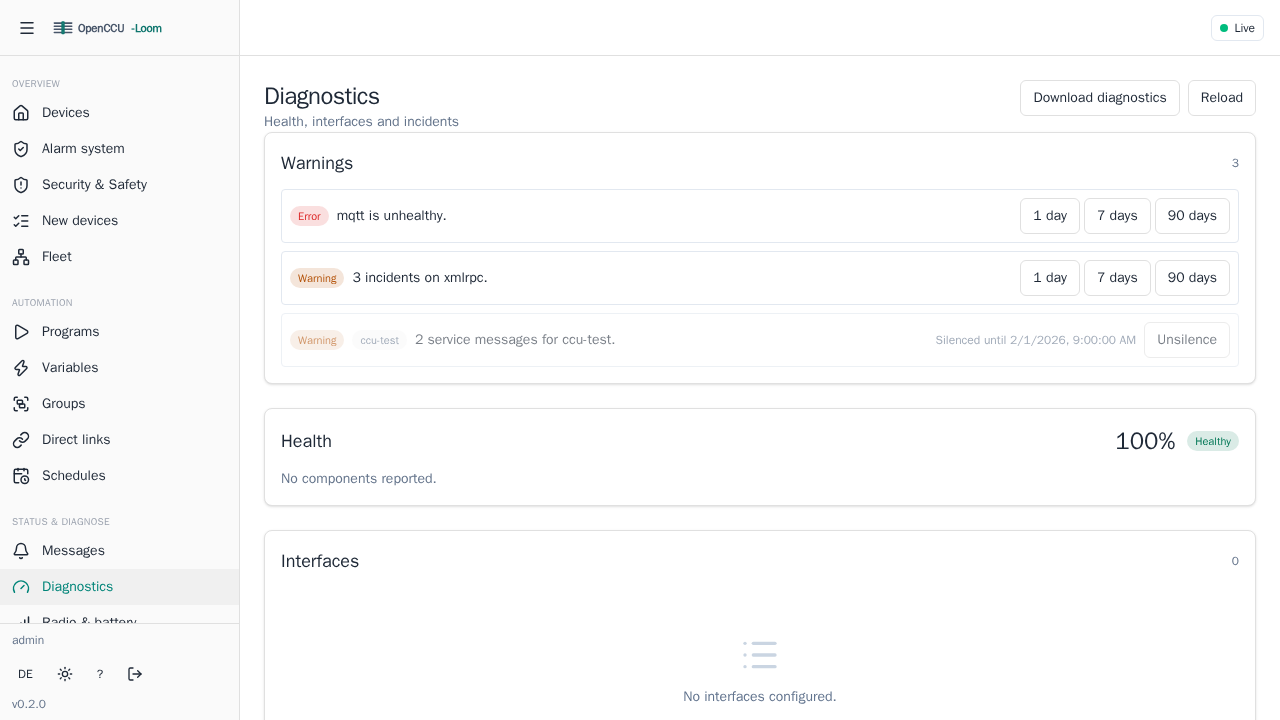 OpenCCU -Loom
Live
OVERVIEW
Devices
Alarm system
Security & Safety
New devices
Fleet
AUTOMATION
Programs
Variables
Groups
Direct links
Schedules
STATUS & DIAGNOSE
Messages
Diagnostics
Radio & battery
admin
DE ?
v0.2.0
Diagnostics
Health, interfaces and incidents
Download diagnostics Reload
Warnings 3
Error mqtt is unhealthy. 1 day 7 days 90 days
Warning 3 incidents on xmlrpc. 1 day 7 days 90 days
Warning ccu-test 2 service messages for ccu-test. Silenced until 2/1/2026, 9:00:00 AM Unsilence
Health 100% Healthy
No components reported.
Interfaces 0
No interfaces configured.